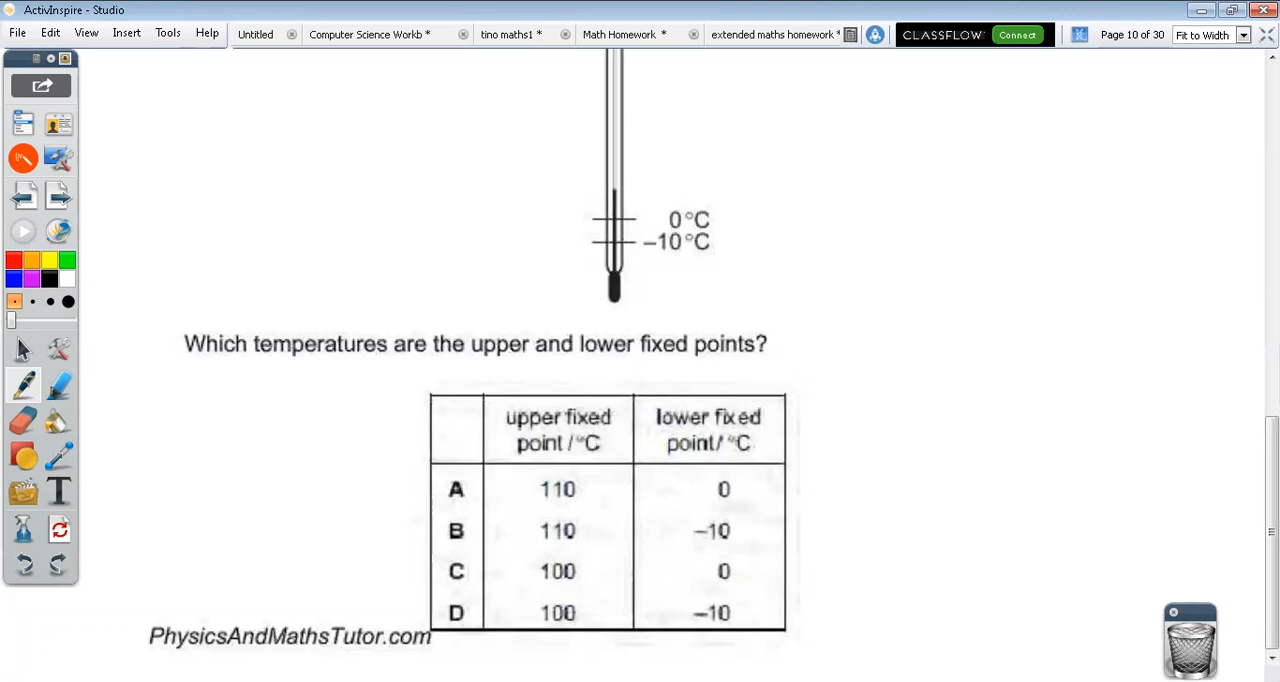 ActivInspire - Studio
File Edit View Insert Tools Help Untitled Computer Science Workb * tino maths1 * Math Homework * extended maths homework * CLASSFLOW Connect Page 10 of 30 Fit to Width
0°C
–10°C
Which temperatures are the upper and lower fixed points?
upper fixed point / °C lower fixed point / °C
A 110 0
B 110 –10
C 100 0
D 100 –10
PhysicsAndMathsTutor.com
T